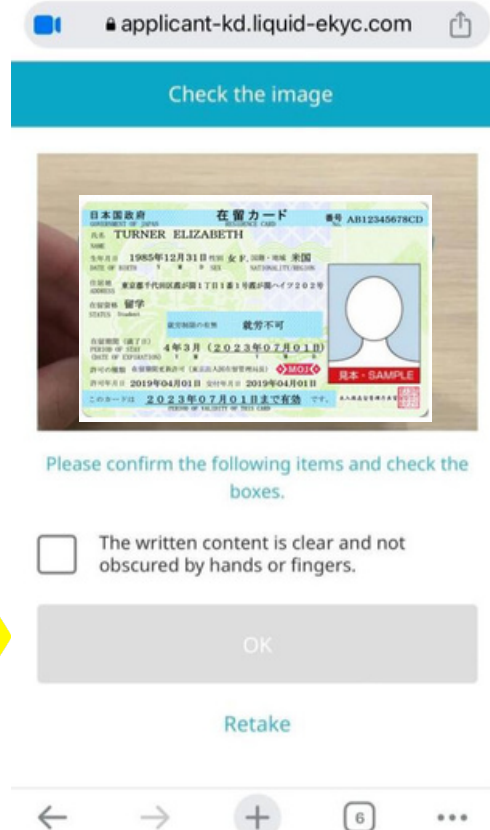 applicant-kd.liquid-ekyc.com
Check the image
日本国政府 在留カード 番号 AB12345678CD
GOVERNMENT OF JAPAN RESIDENCE CARD NO.
氏名 TURNER ELIZABETH
NAME
生年月日 1985年12月31日 性別 女 F. 国籍・地域 米国
DATE OF BIRTH Y M D SEX NATIONALITY/REGION
住居地 東京都千代田区霞が関1丁目1番1号霞が関ハイツ202号
ADDRESS
在留資格 留学
STATUS Student
就労制限の有無 就労不可
在留期間（満了日） 4年3月（2023年07月01日）
PERIOD OF STAY
(DATE OF EXPIRATION) Y M Y M D
許可の種類 在留期間更新許可（東京出入国在留管理局長） MOJ
見本・SAMPLE
許可年月日 2019年04月01日 交付年月日 2019年04月01日
このカードは 2023年07月01日まで有効 です。
PERIOD OF VALIDITY OF THIS CARD
Please confirm the following items and check the
boxes.
The written content is clear and not
obscured by hands or fingers.
OK
Retake
6